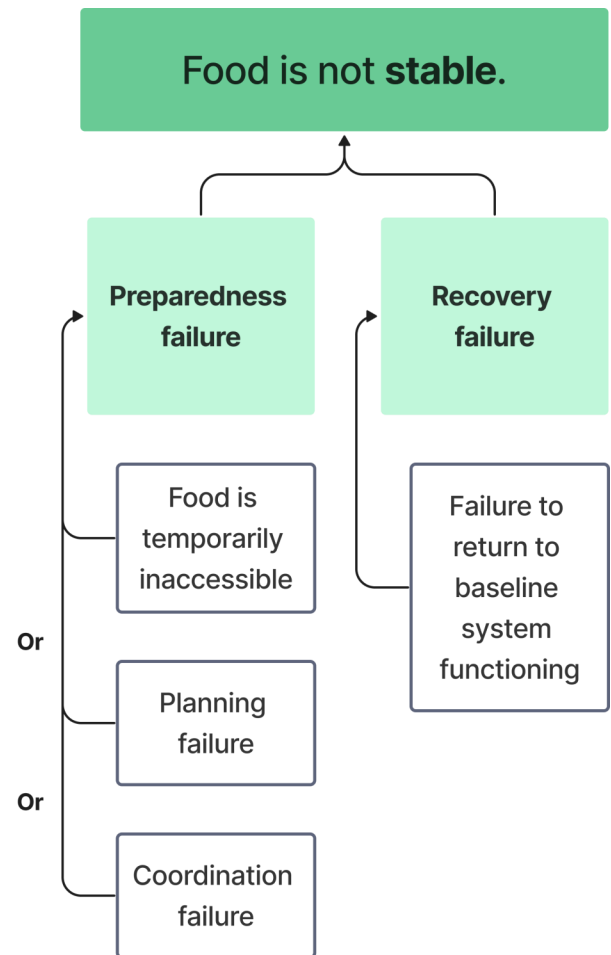 Food is not stable.
Preparedness
failure
Recovery
failure
Food is
temporarily
inaccessible
Failure to
return to
baseline
system
functioning
Or
Planning
failure
Or
Coordination
failure